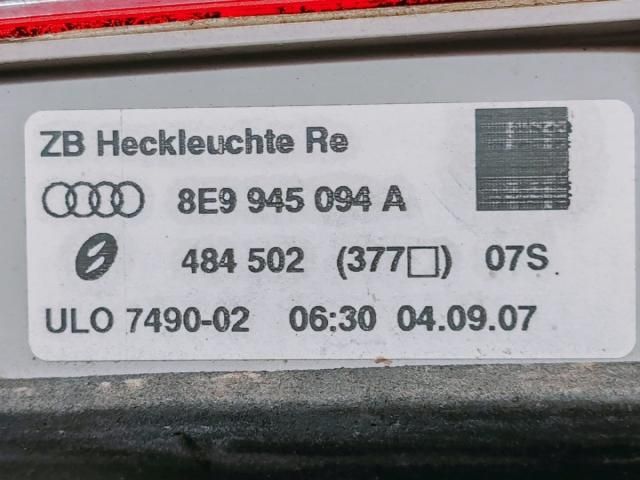 ZB Heckleuchte Re
8E9 945 094 A
484 502 (377□) 07S
ULO 7490-02 06:30 04.09.07